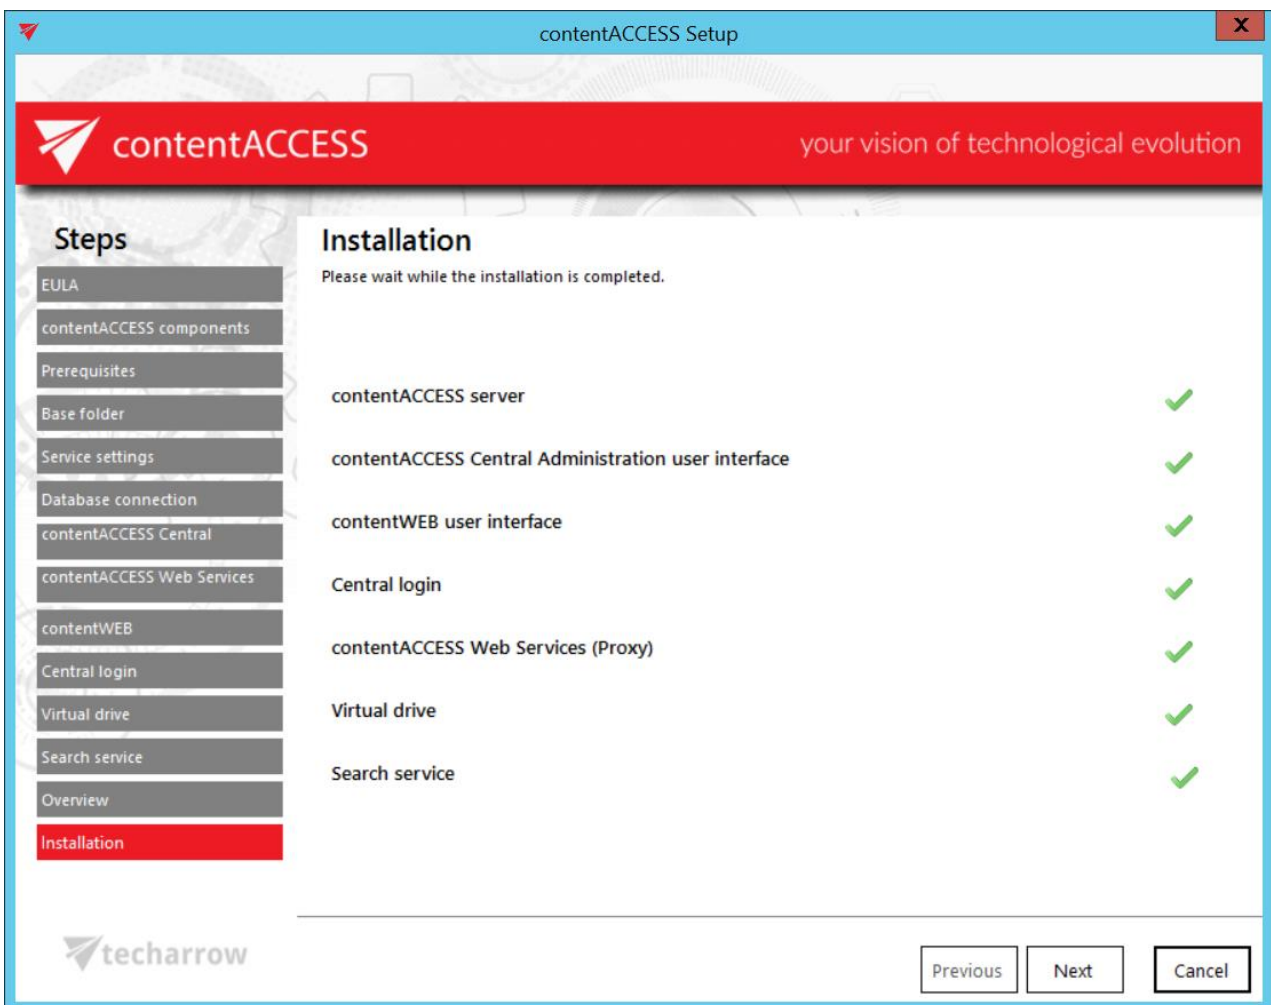 contentACCESS Setup
X
contentACCESS
your vision of technological evolution
Steps
EULA
contentACCESS components
Prerequisites
Base folder
Service settings
Database connection
contentACCESS Central
contentACCESS Web Services
contentWEB
Central login
Virtual drive
Search service
Overview
Installation
Installation
Please wait while the installation is completed.
contentACCESS server
contentACCESS Central Administration user interface
contentWEB user interface
Central login
contentACCESS Web Services (Proxy)
Virtual drive
Search service
techarrow
Previous
Next
Cancel